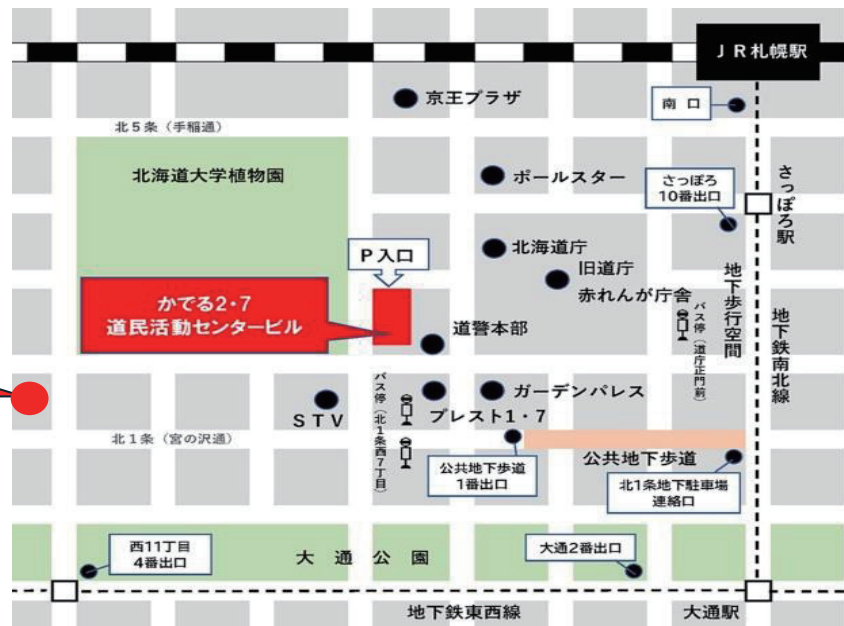 JR札幌駅
京王プラザ
南口
北5条(手稲通)
北海道大学植物園
ポールスター
さっぽろ
10番出口
さっぽろ駅
北海道庁
P入口
旧道庁
赤れんが庁舎
かでる2・7
道民活動センタービル
道警本部
バス停(道庁正門前)
地下歩行空間
地下鉄南北線
STV
バス停(北1条西7丁目)
ガーデンパレス
プレスト1・7
北1条(宮の沢通)
公共地下歩道
1番出口
公共地下歩道
北1条地下駐車場
連絡口
西11丁目
4番出口
大通公園
大通2番出口
地下鉄東西線
大通駅